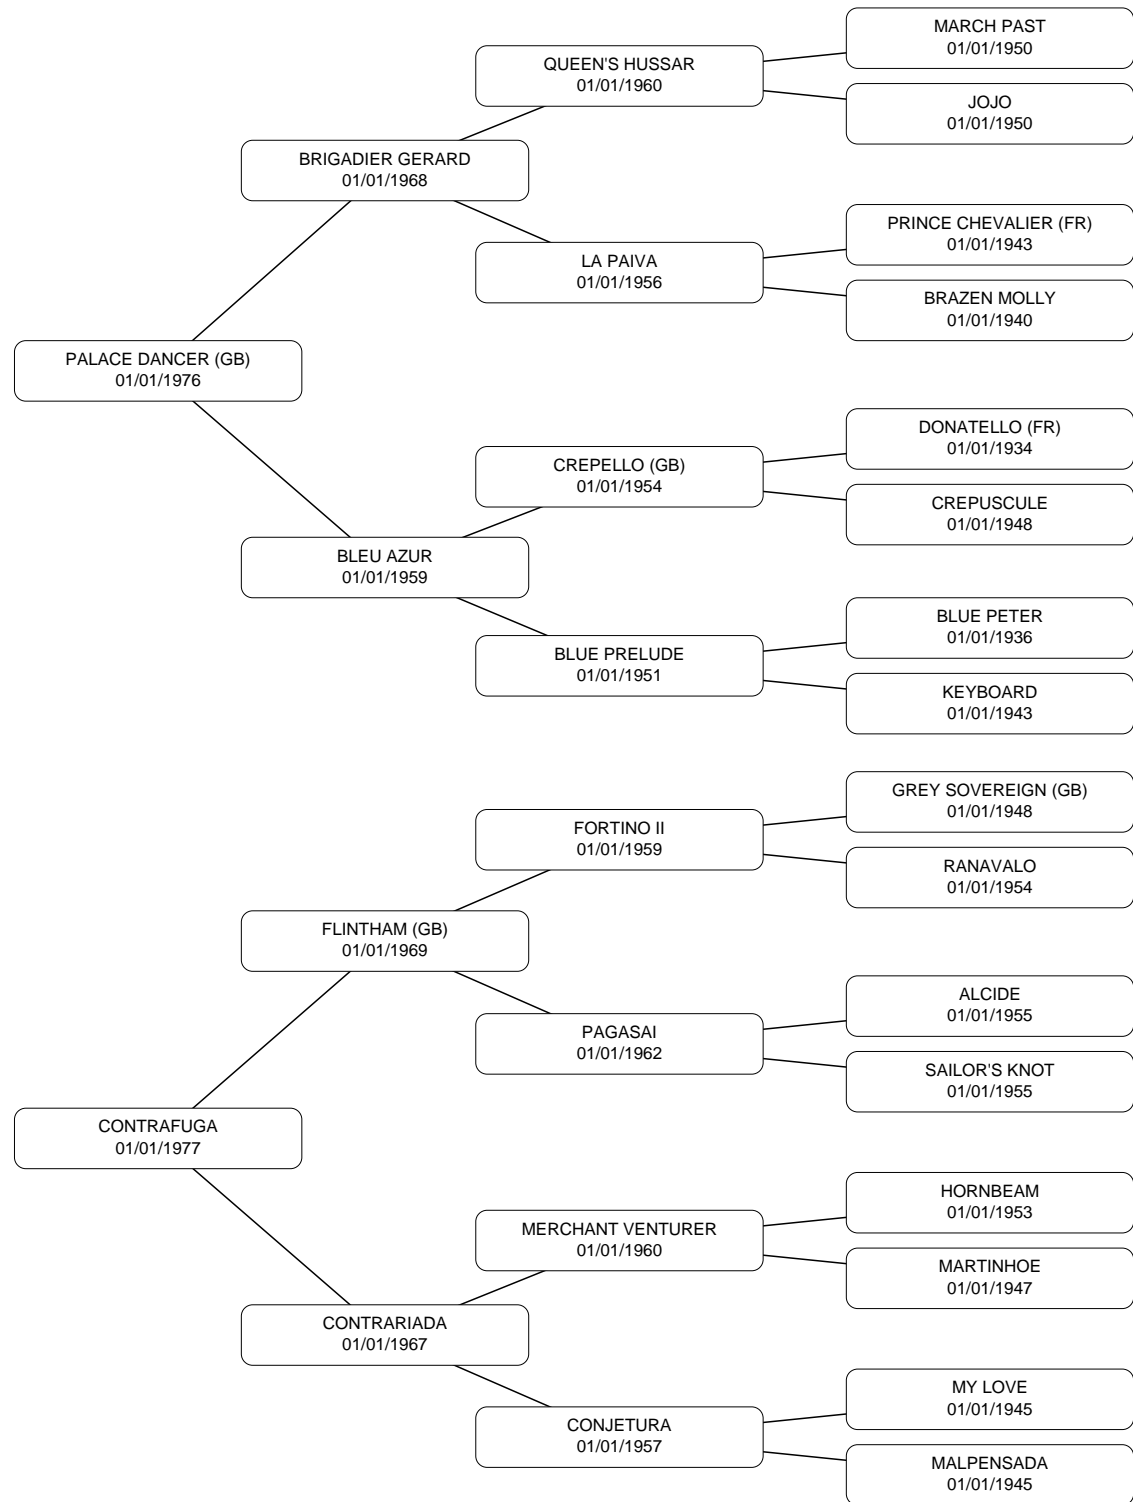 MARCH PAST
01/01/1950
QUEEN'S HUSSAR
01/01/1960
JOJO
01/01/1950
BRIGADIER GERARD
01/01/1968
PRINCE CHEVALIER (FR)
01/01/1943
LA PAIVA
01/01/1956
BRAZEN MOLLY
01/01/1940
PALACE DANCER (GB)
01/01/1976
DONATELLO (FR)
01/01/1934
CREPELLO (GB)
01/01/1954
CREPUSCULE
01/01/1948
BLEU AZUR
01/01/1959
BLUE PETER
01/01/1936
BLUE PRELUDE
01/01/1951
KEYBOARD
01/01/1943
GREY SOVEREIGN (GB)
01/01/1948
FORTINO II
01/01/1959
RANAVALO
01/01/1954
FLINTHAM (GB)
01/01/1969
ALCIDE
01/01/1955
PAGASAI
01/01/1962
SAILOR'S KNOT
01/01/1955
CONTRAFUGA
01/01/1977
HORNBEAM
01/01/1953
MERCHANT VENTURER
01/01/1960
MARTINHOE
01/01/1947
CONTRARIADA
01/01/1967
MY LOVE
01/01/1945
CONJETURA
01/01/1957
MALPENSADA
01/01/1945